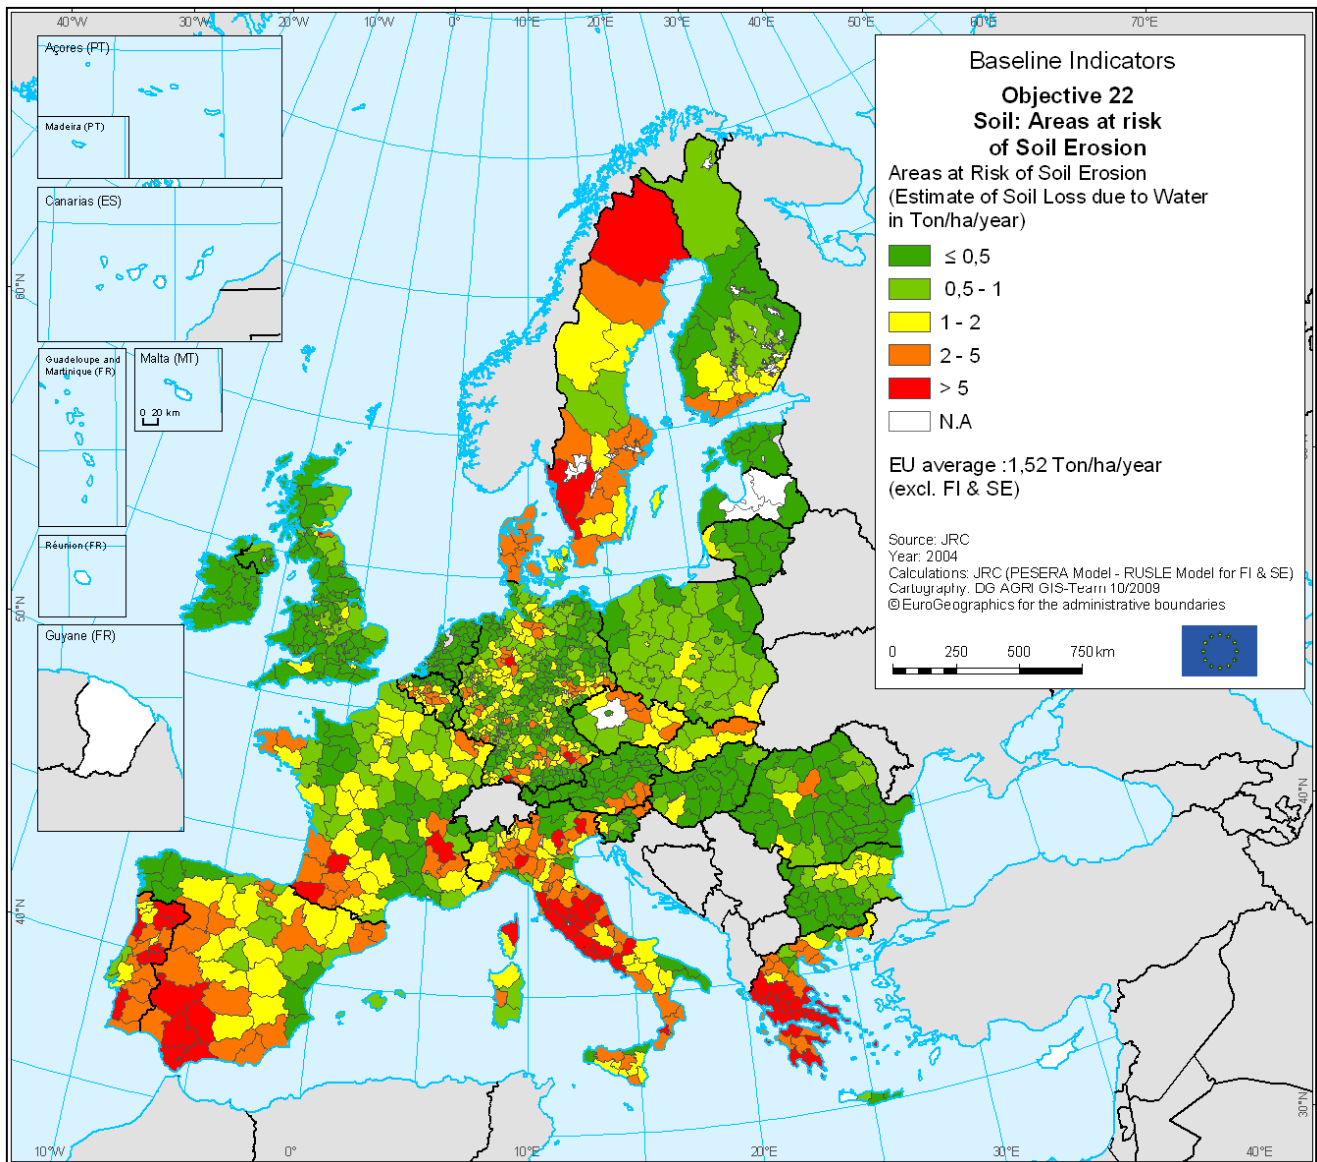 40°W
30°W
20°W
10°W
0°
10°E
20°E
30°E
40°E
50°E
60°E
70°E
Açores (PT)
Madeira (PT)
Canarias (ES)
Guadeloupe and
Martinique (FR)
Malta (MT)
0 20 km
Réunion (FR)
Guyane (FR)
60°N
50°N
40°N
Baseline Indicators
Objective 22
Soil: Areas at risk
of Soil Erosion
Areas at Risk of Soil Erosion
(Estimate of Soil Loss due to Water
in Ton/ha/year)
≤ 0,5
0,5 - 1
1 - 2
2 - 5
> 5
N.A
EU average :1,52 Ton/ha/year
(excl. FI & SE)
Source: JRC
Year: 2004
Calculations: JRC (PESERA Model - RUSLE Model for FI & SE)
Cartography: DG AGRI GIS-Team 10/2009
© EuroGeographics for the administrative boundaries
0 250 500 750 km
40°N
30°N
10°W
0°
10°E
20°E
30°E
40°E